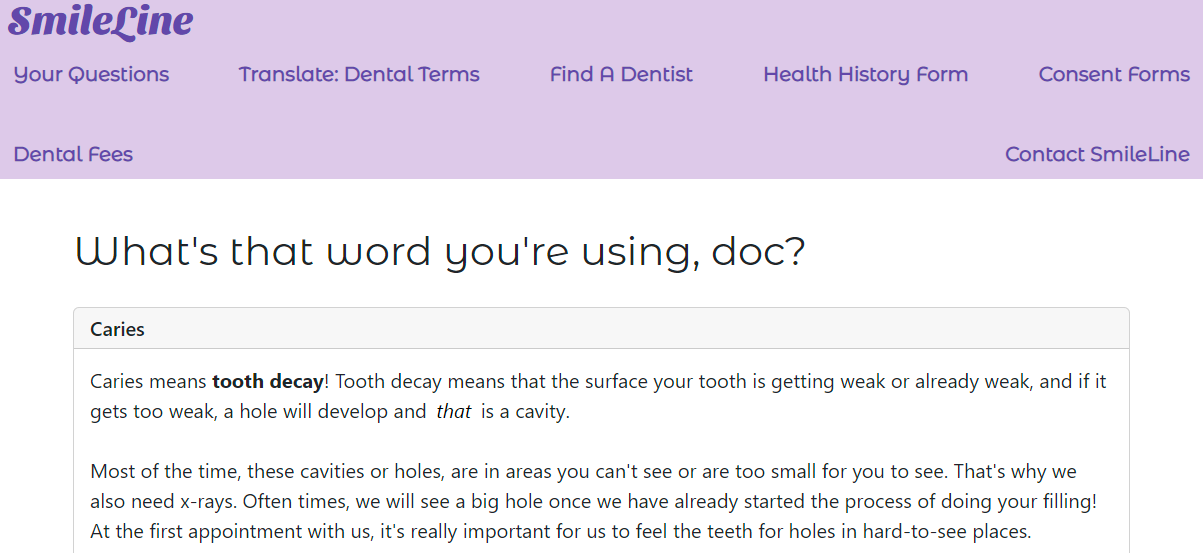 SmileLine
Your Questions Translate: Dental Terms Find A Dentist Health History Form Consent Forms
Dental Fees Contact SmileLine
What's that word you're using, doc?
Caries
Caries means tooth decay! Tooth decay means that the surface your tooth is getting weak or already weak, and if it
gets too weak, a hole will develop and that is a cavity.
Most of the time, these cavities or holes, are in areas you can't see or are too small for you to see. That's why we
also need x-rays. Often times, we will see a big hole once we have already started the process of doing your filling!
At the first appointment with us, it's really important for us to feel the teeth for holes in hard-to-see places.